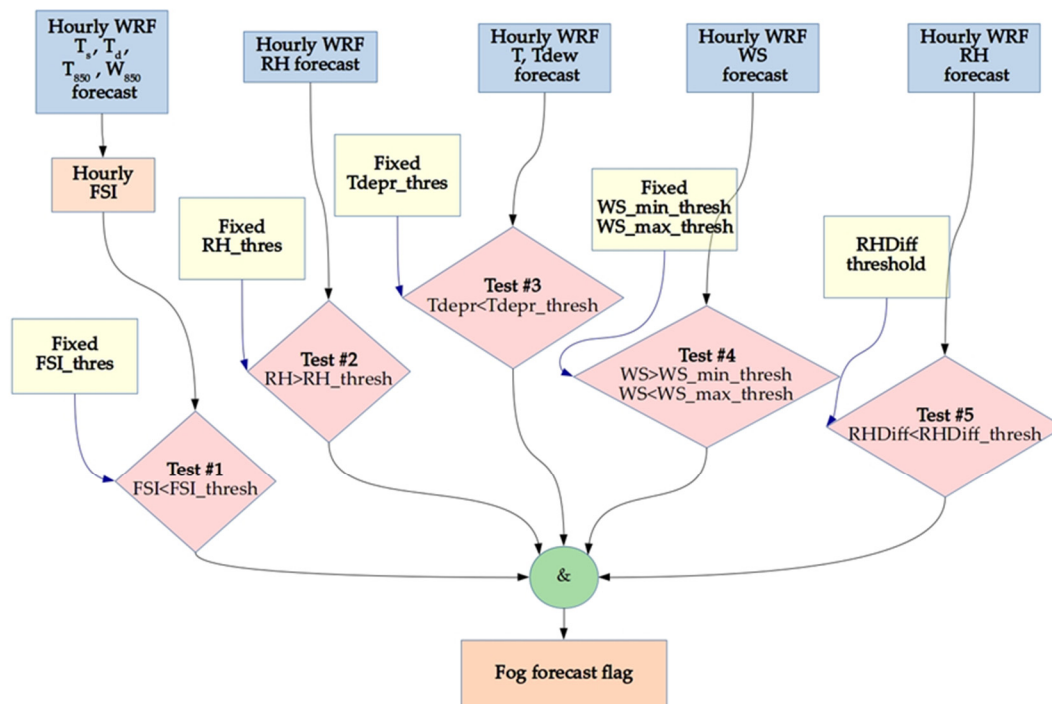 Hourly WRF
Tₛ, T_d,
T₈₅₀, W₈₅₀
forecast
Hourly WRF
RH forecast
Hourly WRF
T, Tdew
forecast
Hourly WRF
WS
forecast
Hourly WRF
RH
forecast
Hourly
FSI
Fixed
RH_thres
Fixed
Tdepr_thres
Fixed
WS_min_thresh
WS_max_thresh
RHDiff
threshold
Fixed
FSI_thres
Test #1
FSI<FSI_thresh
Test #2
RH>RH_thresh
Test #3
Tdepr<Tdepr_thresh
Test #4
WS>WS_min_thresh
WS<WS_max_thresh
Test #5
RHDiff<RHDiff_thresh
&
Fog forecast flag